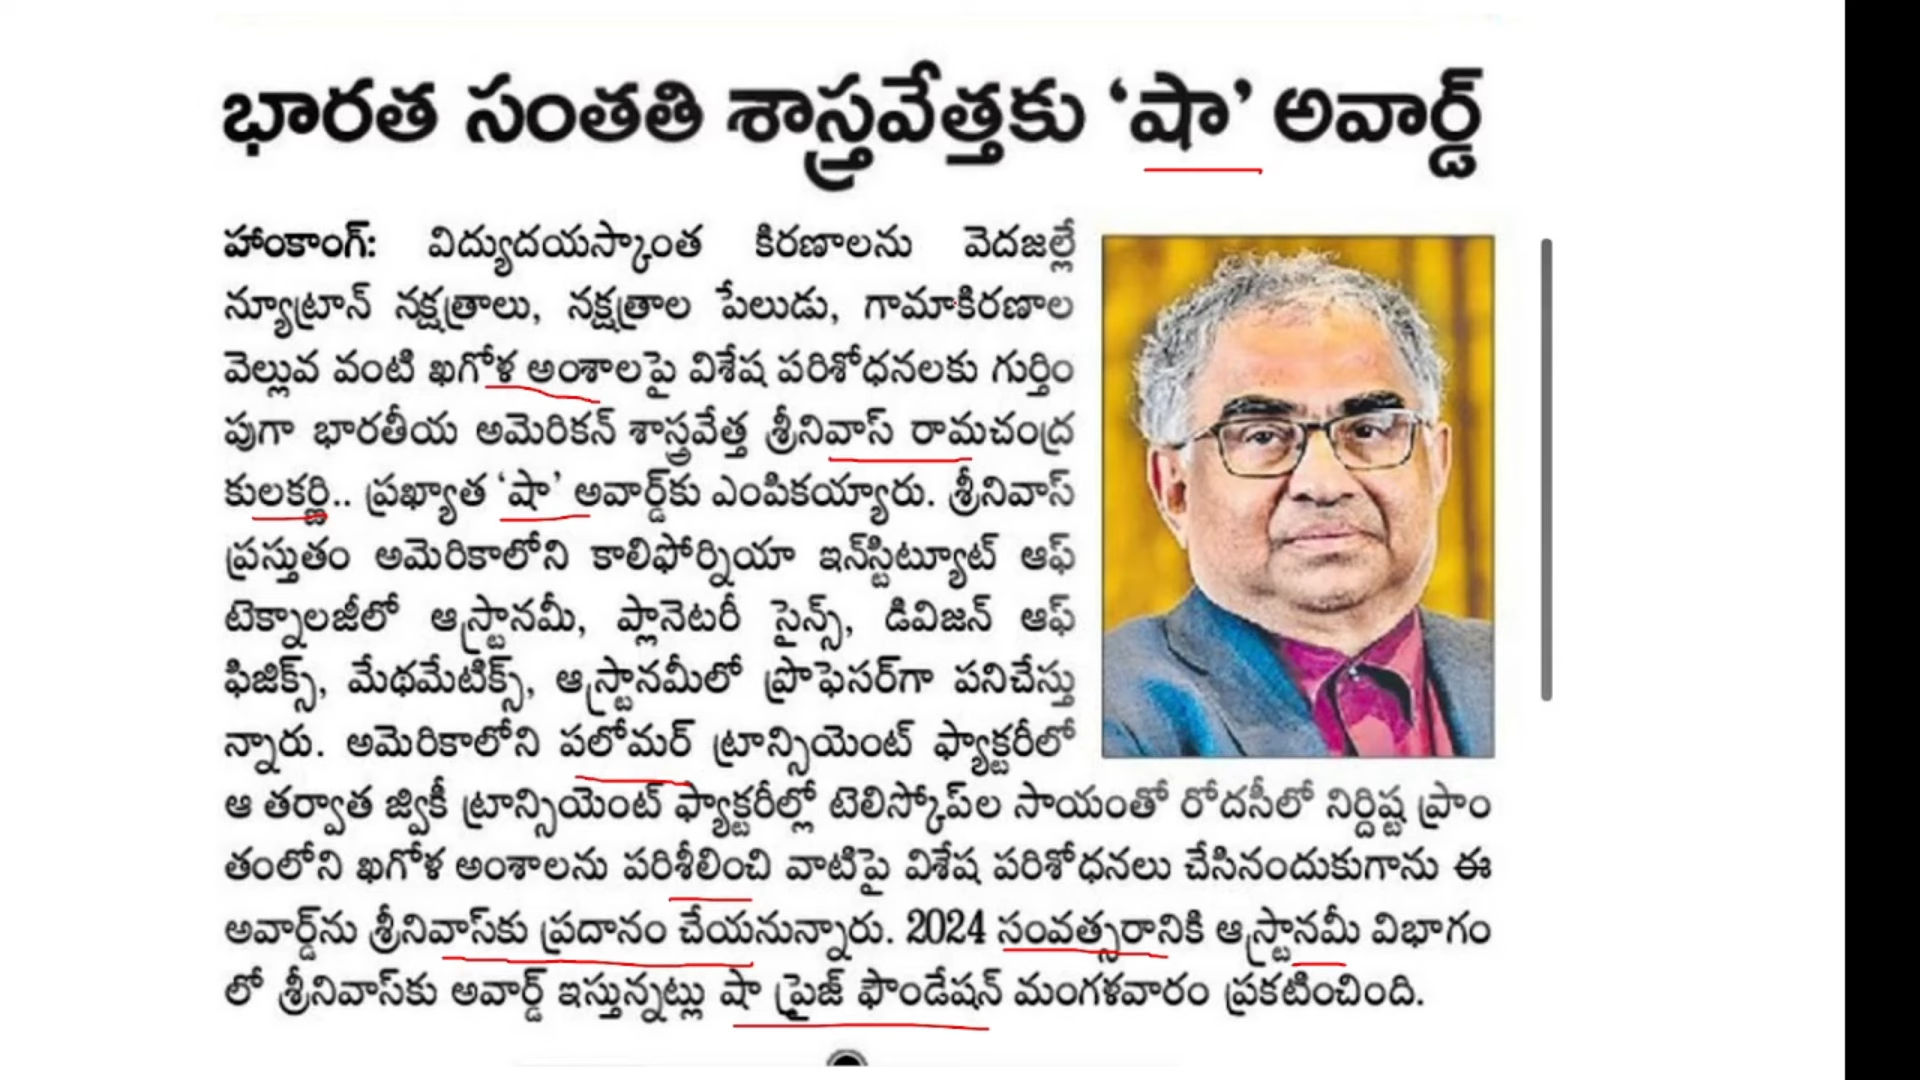 భారత సంతతి శాస్త్రవేత్తకు ‘షా’ అవార్డ్
హాంకాంగ్: విద్యుదయస్కాంత కిరణాలను వెదజల్లే
న్యూట్రాన్ నక్షత్రాలు, నక్షత్రాల పేలుడు, గామాకిరణాల
వెల్లువ వంటి ఖగోళ అంశాలపై విశేష పరిశోధనలకు గుర్తిం
పుగా భారతీయ అమెరికన్ శాస్త్రవేత్త శ్రీనివాస్ రామచంద్ర
కులకర్ణి.. ప్రఖ్యాత ‘షా’ అవార్డ్‌కు ఎంపికయ్యారు. శ్రీనివాస్
ప్రస్తుతం అమెరికాలోని కాలిఫోర్నియా ఇన్‌స్టిట్యూట్ ఆఫ్
టెక్నాలజీలో ఆస్ట్రానమీ, ప్లానెటరీ సైన్స్, డివిజన్ ఆఫ్
ఫిజిక్స్, మేథమేటిక్స్, ఆస్ట్రానమీలో ప్రొఫెసర్‌గా పనిచేస్తు
న్నారు. అమెరికాలోని పలోమర్ ట్రాన్సియెంట్ ఫ్యాక్టరీలో
ఆ తర్వాత జ్వికీ ట్రాన్సియెంట్ ఫ్యాక్టరీల్లో టెలిస్కోప్‌ల సాయంతో రోదసీలో నిర్దిష్ట ప్రాం
తంలోని ఖగోళ అంశాలను పరిశీలించి వాటిపై విశేష పరిశోధనలు చేసినందుకుగాను ఈ
అవార్డ్‌ను శ్రీనివాస్‌కు ప్రదానం చేయనున్నారు. 2024 సంవత్సరానికి ఆస్ట్రానమీ విభాగం
లో శ్రీనివాస్‌కు అవార్డ్ ఇస్తున్నట్లు షా ప్రైజ్ ఫౌండేషన్ మంగళవారం ప్రకటించింది.